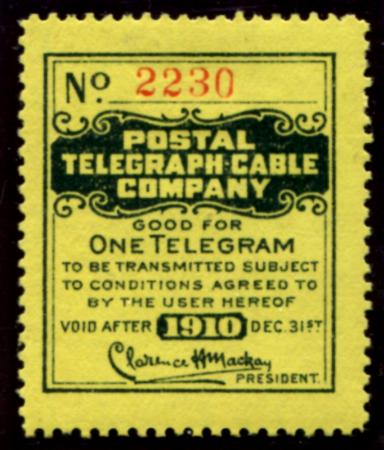 No. 2230
POSTAL
TELEGRAPH-CABLE
COMPANY
GOOD FOR
ONE TELEGRAM
TO BE TRANSMITTED SUBJECT
TO CONDITIONS AGREED TO
BY THE USER HEREOF
VOID AFTER 1910 DEC. 31ST
Clarence H Mackay
PRESIDENT.